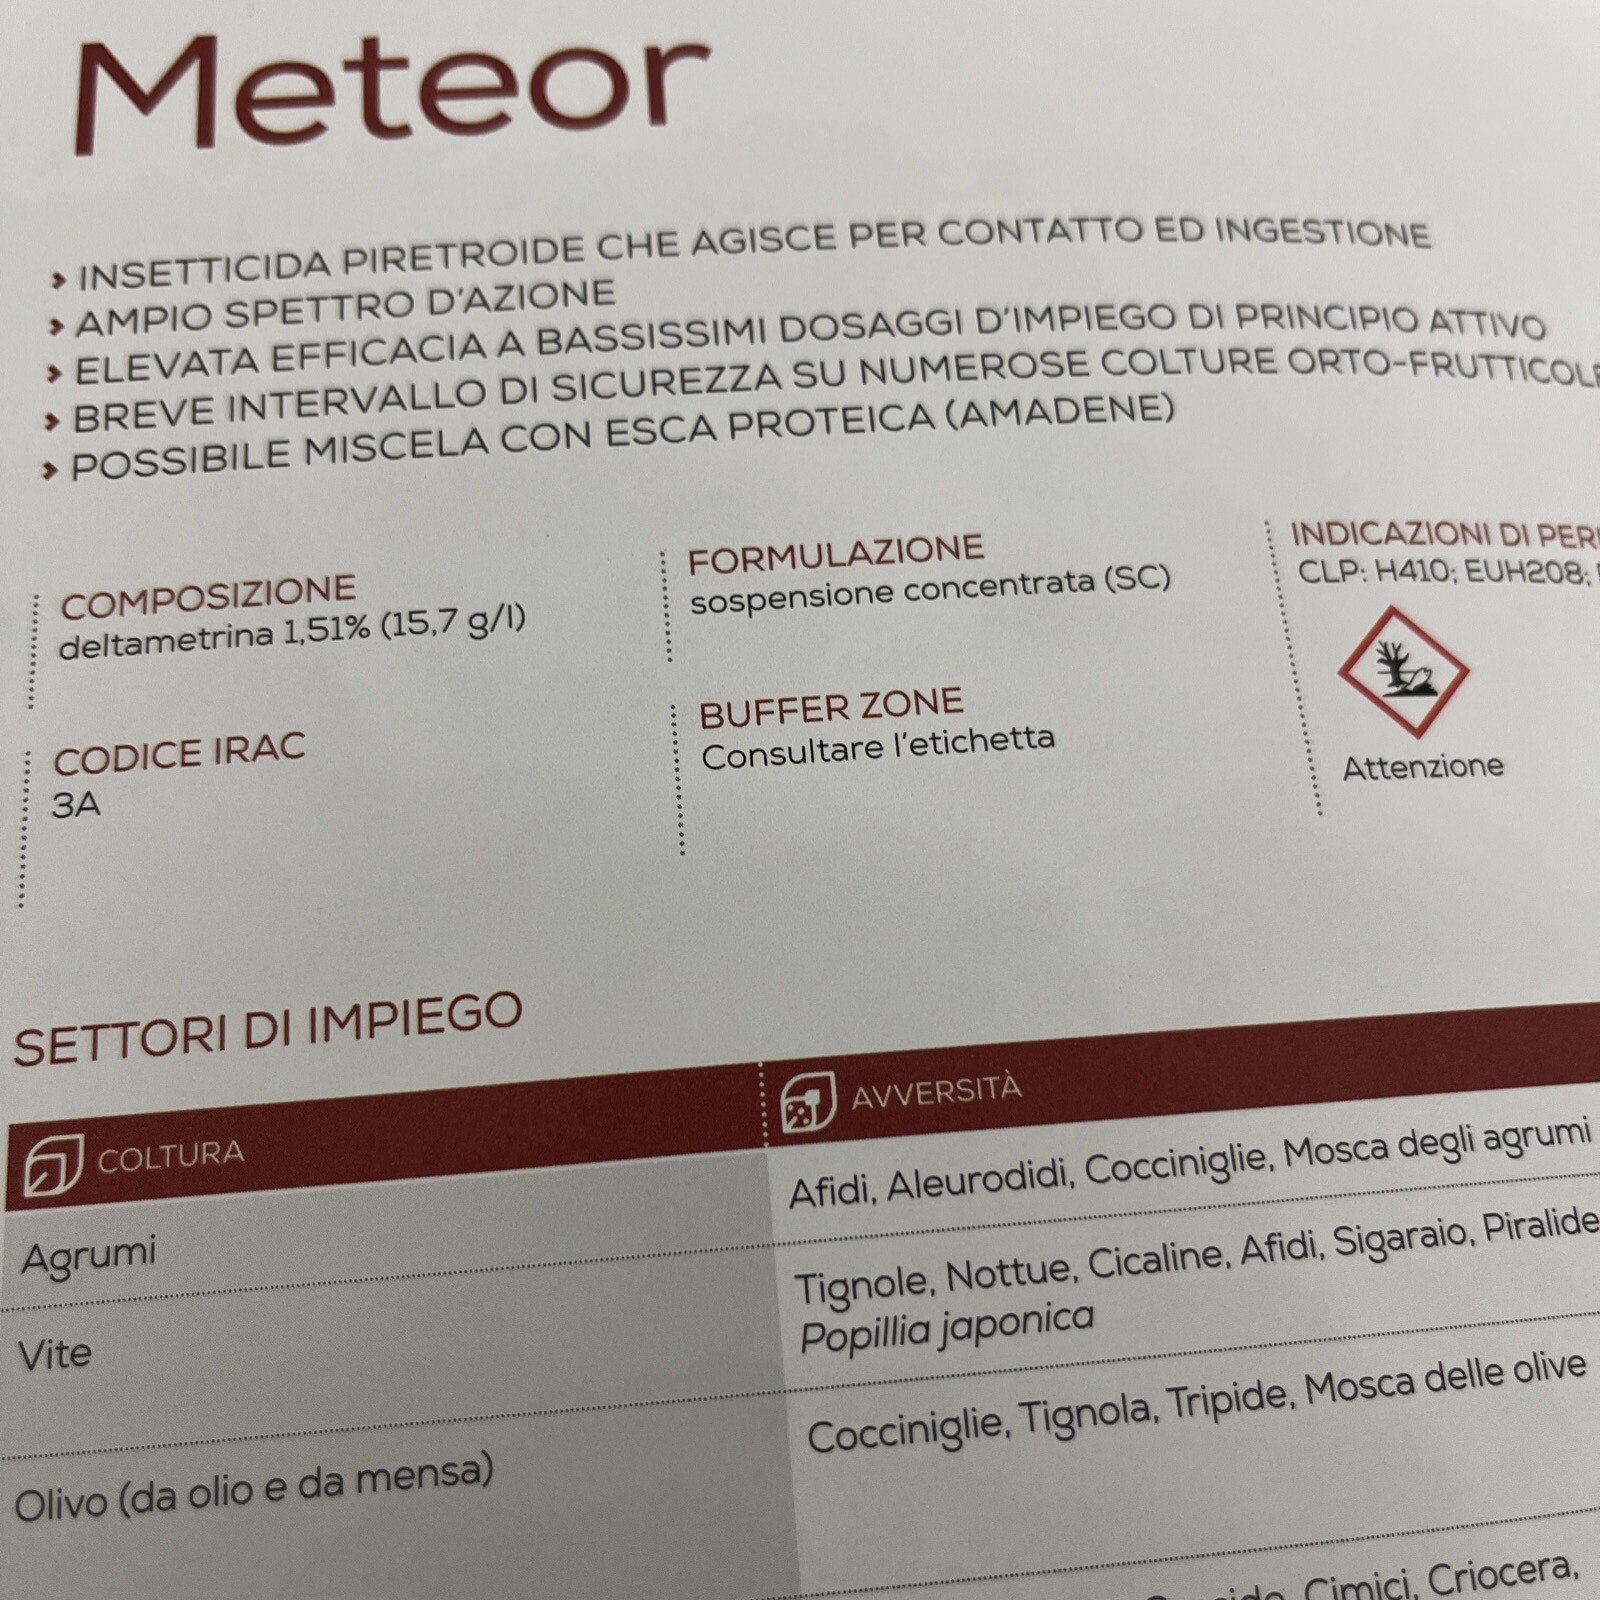 Meteor
INSETTICIDA PIRETROIDE CHE AGISCE PER CONTATTO ED INGESTIONE
AMPIO SPETTRO D'AZIONE
ELEVATA EFFICACIA A BASSISSIMI DOSAGGI D'IMPIEGO DI PRINCIPIO ATTIVO
BREVE INTERVALLO DI SICUREZZA SU NUMEROSE COLTURE ORTO-FRUTTICOLE
POSSIBILE MISCELA CON ESCA PROTEICA (AMADENE)
COMPOSIZIONE
deltametrina 1,51% (15,7 g/l)
CODICE IRAC
3A
FORMULAZIONE
sospensione concentrata (SC)
BUFFER ZONE
Consultare l'etichetta
INDICAZIONI DI
CLP: H410; EUH208;
Attenzione
SETTORI DI IMPIEGO
COLTURA
AVVERSITÀ
Agrumi
Afidi, Aleurodidi, Cocciniglie, Mosca degli agrumi
Vite
Tignole, Nottue, Cicaline, Afidi, Sigaraio, Piralide
Popillia japonica
Olivo (da olio e da mensa)
Cocciniglie, Tignola, Tripide, Mosca delle olive
Cimici, Criocera,